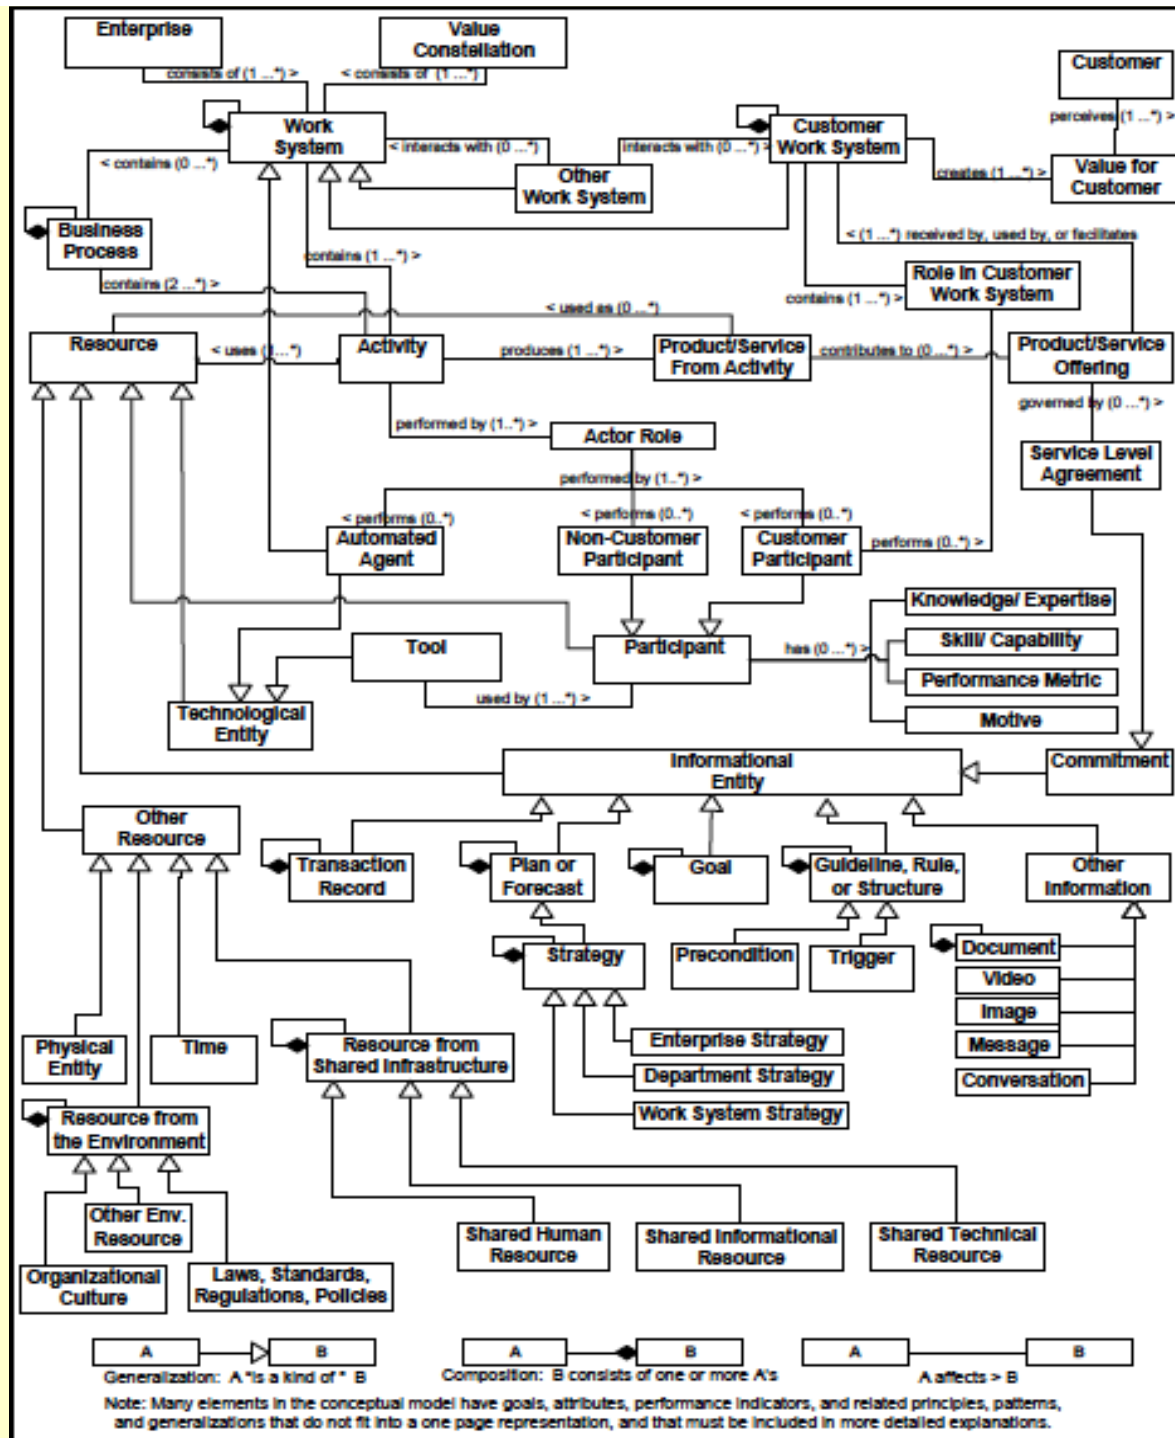 Enterprise
Value
Constellation
Customer
consists of (1 ...*) >
< consists of (1 ...*)
perceives (1 ...*) >
Work
System
Customer
Work System
< contains (0 ...*)
< interacts with (0 ...*)
interacts with (0 ...*) >
Other
Work System
creates (1 ...*) >
Value for
Customer
Business
Process
< (1 ...*) received by, used by, or facilitates
contains (1 ...*) >
contains (2 ...*) >
Role in Customer
Work System
contains (1 ...*) >
< used as (0 ...*)
Resource
< uses (1...*)
Activity
produces (1 ...*) >
Product/Service
From Activity
contributes to (0 ...*) >
Product/Service
Offering
governed by (0 ...*) >
performed by (1..*) >
Actor Role
Service Level
Agreement
performed by (1..*) >
< performs (0..*)
< performs (0..*)
< performs (0..*)
Automated
Agent
Non-Customer
Participant
Customer
Participant
performs (0..*) >
Knowledge/ Expertise
Tool
Participant
has (0 ...*) >
Skill/ Capability
Performance Metric
used by (1 ...*) >
Motive
Technological
Entity
Informational
Entity
Commitment
Other
Resource
Transaction
Record
Plan or
Forecast
Goal
Guideline, Rule,
or Structure
Other
Information
Strategy
Precondition
Trigger
Document
Video
Image
Message
Conversation
Physical
Entity
Time
Resource from
Shared Infrastructure
Enterprise Strategy
Department Strategy
Work System Strategy
Resource from
the Environment
Other Env.
Resource
Shared Human
Resource
Shared Informational
Resource
Shared Technical
Resource
Organizational
Culture
Laws, Standards,
Regulations, Policies
A
B
A
B
A
B
Generalization: A "is a kind of " B
Composition: B consists of one or more A's
A affects > B
Note: Many elements in the conceptual model have goals, attributes, performance indicators, and related principles, patterns,
and generalizations that do not fit into a one page representation, and that must be included in more detailed explanations.